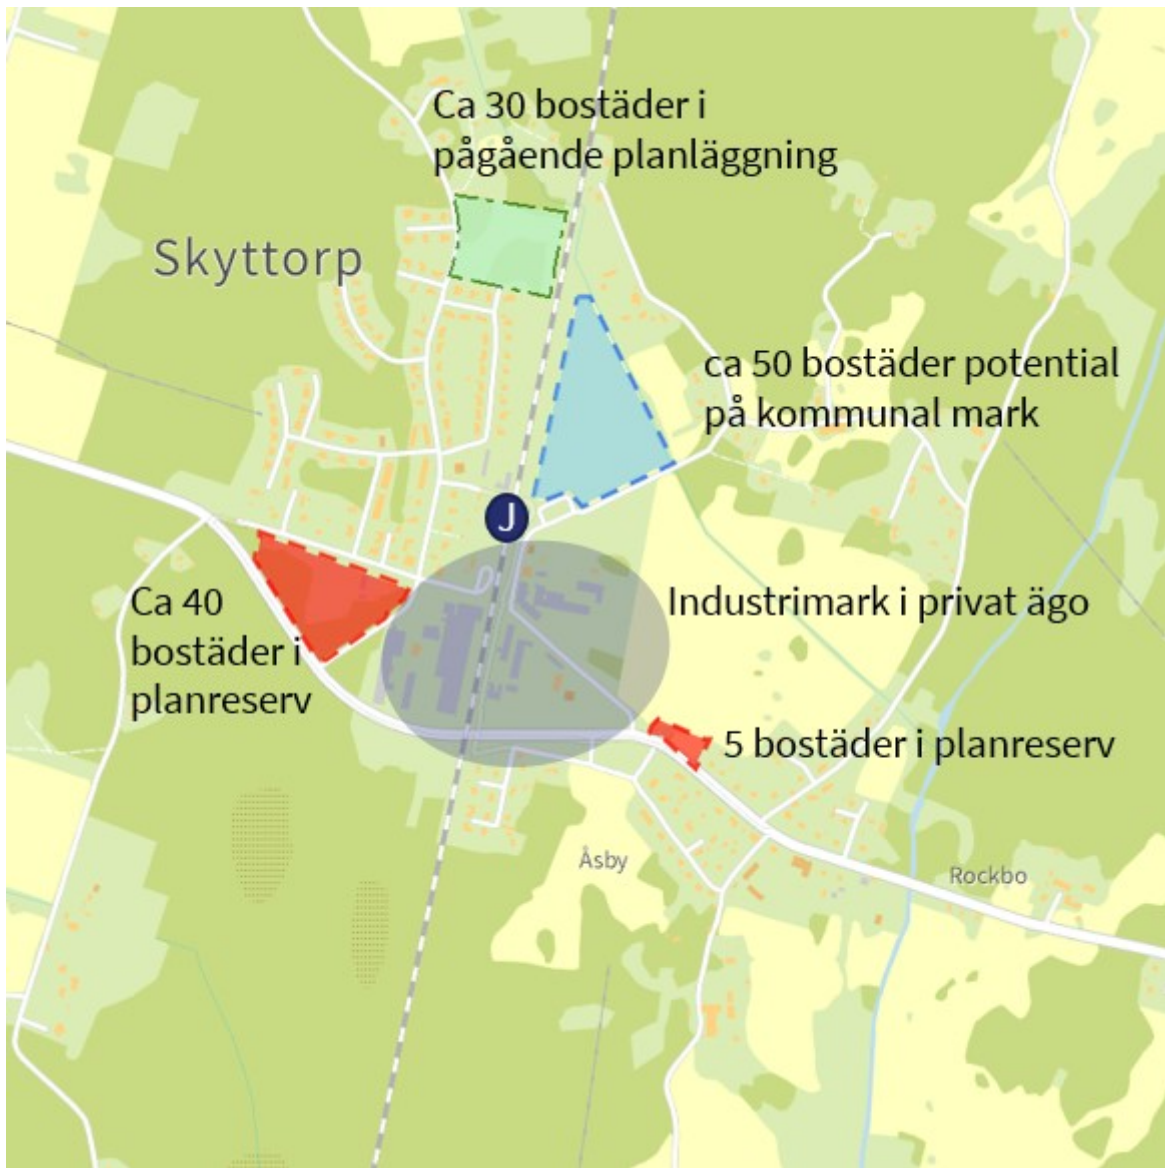 Ca 30 bostäder i
pågående planläggning
Skyttorp
ca 50 bostäder potential
på kommunal mark
J
Ca 40
bostäder i
planreserv
Industrimark i privat ägo
5 bostäder i planreserv
Åsby
Rockbo